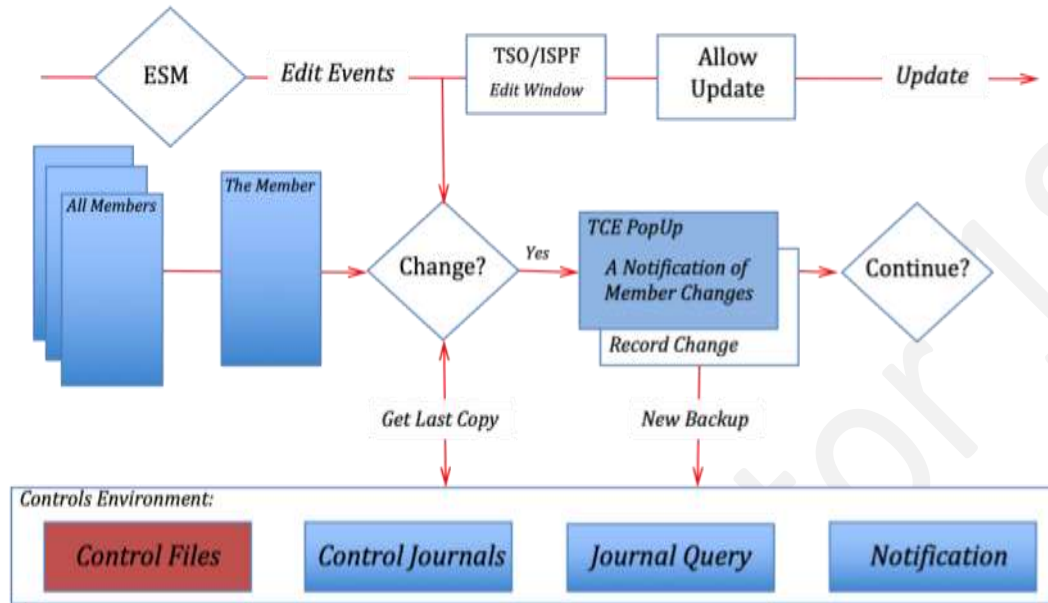 ESM
Edit Events
TSO/ISPF
Edit Window
Allow
Update
Update
All Members
The Member
Change?
Yes
TCE PopUp
A Notification of
Member Changes
Record Change
Continue?
Get Last Copy
New Backup
Controls Environment:
Control Files
Control Journals
Journal Query
Notification